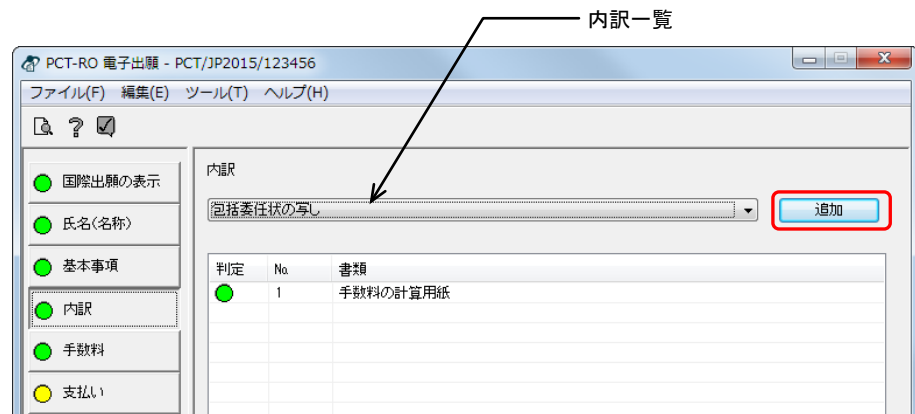 内訳一覧
PCT-RO 電子出願 - PCT/JP2015/123456
ファイル(F) 編集(E) ツール(T) ヘルプ(H)
国際出願の表示
氏名(名称)
基本事項
内訳
手数料
支払い
内訳
包括委任状の写し
追加
判定 No. 書類
1 手数料の計算用紙